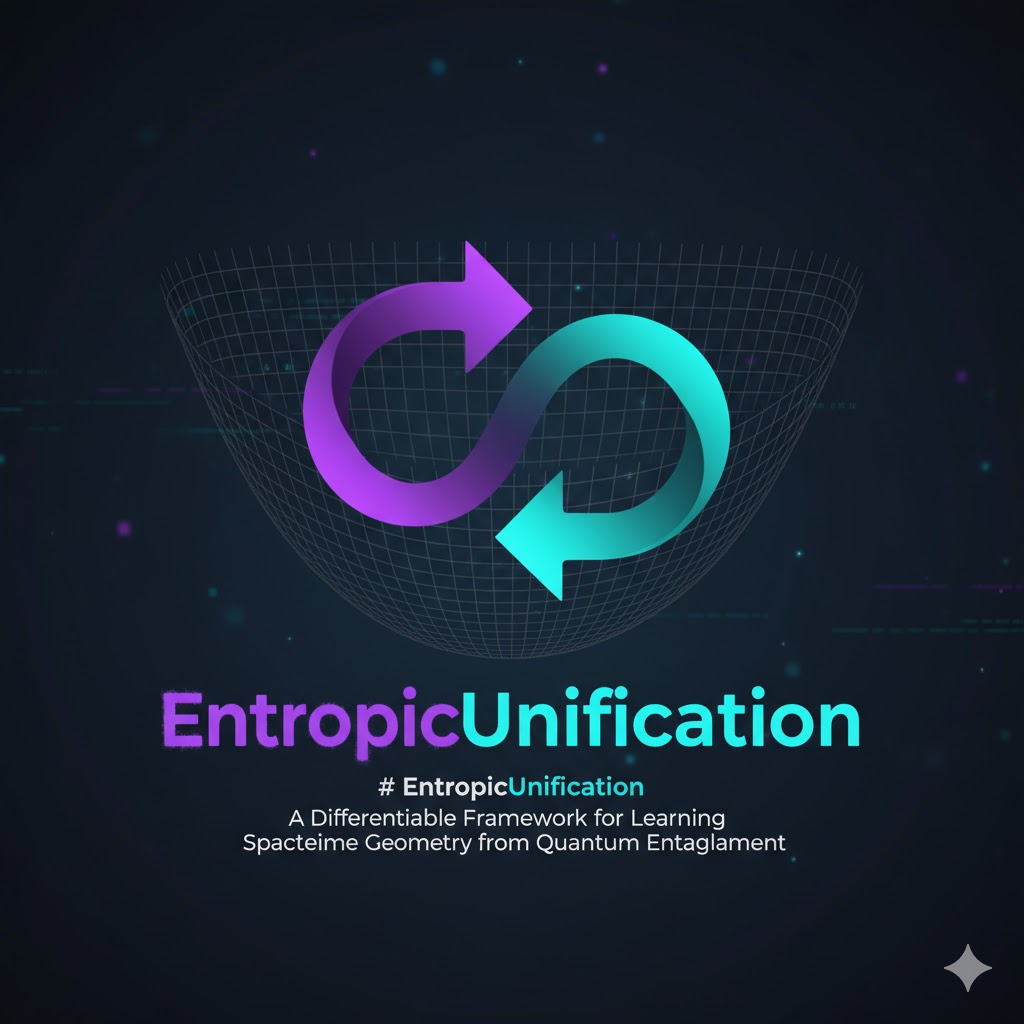 EntropicUnification
# EntropicUnification
A Differentiable Framework for Learning
Spacteime Geometry from Quantum Entaglament